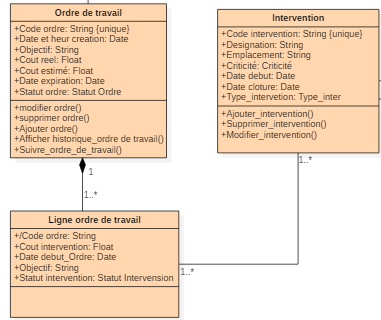 Ordre de travail
+Code ordre: String {unique}
+Date et heur creation: Date
+Objectif: String
+Cout reel: Float
+Cout estimé: Float
+Date expiration: Date
+Statut ordre: Statut Ordre
+modifier ordre()
+supprimer ordre()
+Ajouter ordre()
+Afficher historique_ordre de travail()
+Suivre_ordre_de_travail()
Intervention
+Code intervention: String {unique}
+Designation: String
+Emplacement: String
+Criticité: Criticité
+Date debut: Date
+Date cloture: Date
+Type_intervetion: Type_inter
+Ajouter_intervention()
+Supprimer_intervention()
+Modifier_intervention()
1
1..*
1..*
1..*
Ligne ordre de travail
+/Code ordre: String
+Cout intervention: Float
+Date debut_Ordre: Date
+Objectif: String
+Statut intervention: Statut Intervension